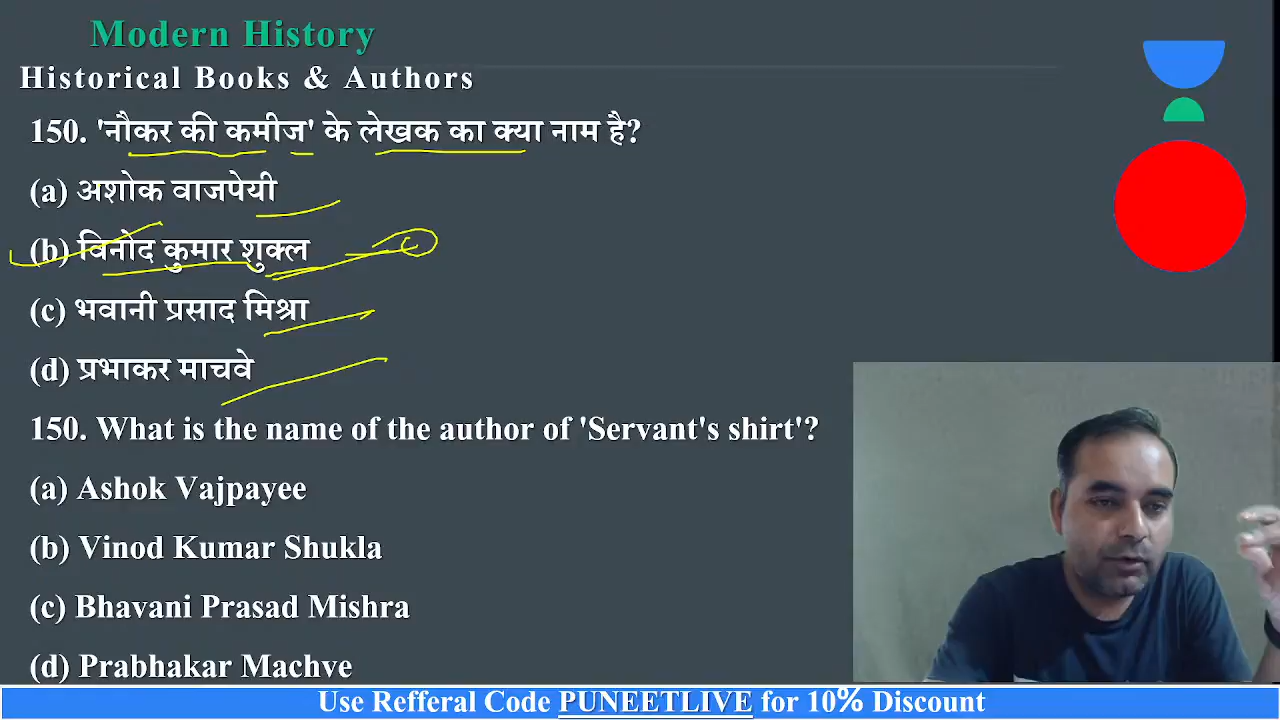 Modern History
Historical Books & Authors
150. 'नौकर की कमीज' के लेखक का क्या नाम है?
(a) अशोक वाजपेयी
(b) विनोद कुमार शुक्ल
(c) भवानी प्रसाद मिश्रा
(d) प्रभाकर माचवे
150. What is the name of the author of 'Servant's shirt'?
(a) Ashok Vajpayee
(b) Vinod Kumar Shukla
(c) Bhavani Prasad Mishra
(d) Prabhakar Machve
Use Refferal Code PUNEETLIVE for 10% Discount